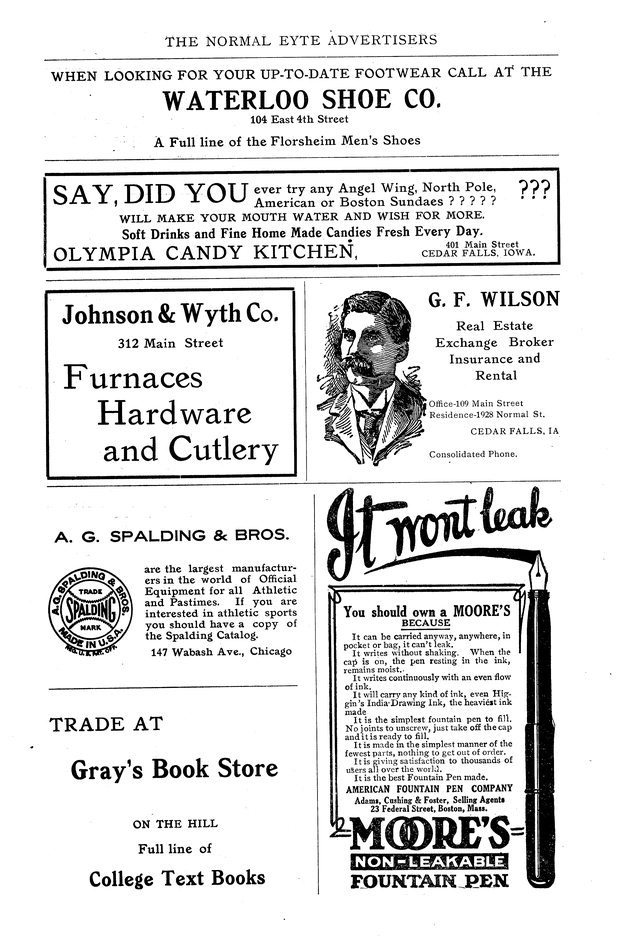 THE NORMAL EYTE ADVERTISERS
WHEN LOOKING FOR YOUR UP-TO-DATE FOOTWEAR CALL AT THE
WATERLOO SHOE CO.
104 East 4th Street
A Full line of the Florsheim Men's Shoes
SAY, DID YOU ever try any Angel Wing, North Pole, ???
American or Boston Sundaes ? ? ? ? ?
WILL MAKE YOUR MOUTH WATER AND WISH FOR MORE.
Soft Drinks and Fine Home Made Candies Fresh Every Day.
OLYMPIA CANDY KITCHEN, 401 Main Street
CEDAR FALLS, IOWA.
Johnson & Wyth Co.
312 Main Street
Furnaces
Hardware
and Cutlery
G. F. WILSON
Real Estate
Exchange Broker
Insurance and
Rental
Office-109 Main Street
Residence-1928 Normal St.
CEDAR FALLS, IA
Consolidated Phone.
A. G. SPALDING & BROS.
A.G. SPALDING & BROS.
TRADE
SPALDING
MARK
MADE IN U.S.A.
REG. U.S. PAT. OFF.
are the largest manufactur-
ers in the world of Official
Equipment for all Athletic
and Pastimes. If you are
interested in athletic sports
you should have a copy of
the Spalding Catalog.
147 Wabash Ave., Chicago
TRADE AT
Gray's Book Store
ON THE HILL
Full line of
College Text Books
It wont leak
You should own a MOORE'S
BECAUSE
It can be carried anyway, anywhere, in
pocket or bag, it can't leak.
It writes without shaking. When the
cap is on, the pen resting in the ink,
remains moist.
It writes continuously with an even flow
of ink.
It will carry any kind of ink, even Hig-
gin's India Drawing Ink, the heaviest ink
made
It is the simplest fountain pen to fill.
No joints to unscrew, just take off the cap
and it is ready to fill.
It is made in the simplest manner of the
fewest parts, nothing to get out of order.
It is giving satisfaction to thousands of
users all over the world.
It is the best Fountain Pen made.
AMERICAN FOUNTAIN PEN COMPANY
Adams, Cushing & Foster, Selling Agents
23 Federal Street, Boston, Mass.
MOORE'S
NON-LEAKABLE
FOUNTAIN PEN